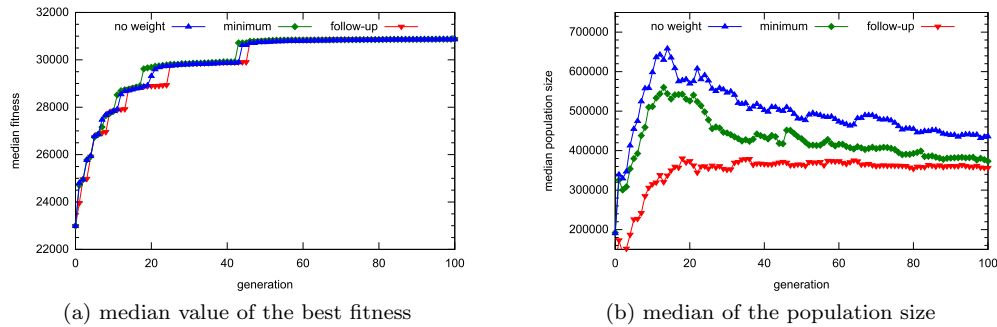 no weight minimum follow-up
32000
30000
28000
26000
24000
22000
median fitness
0 20 40 60 80 100
generation
(a) median value of the best fitness
no weight minimum follow-up
700000
600000
500000
400000
300000
200000
median population size
0 20 40 60 80 100
generation
(b) median of the population size